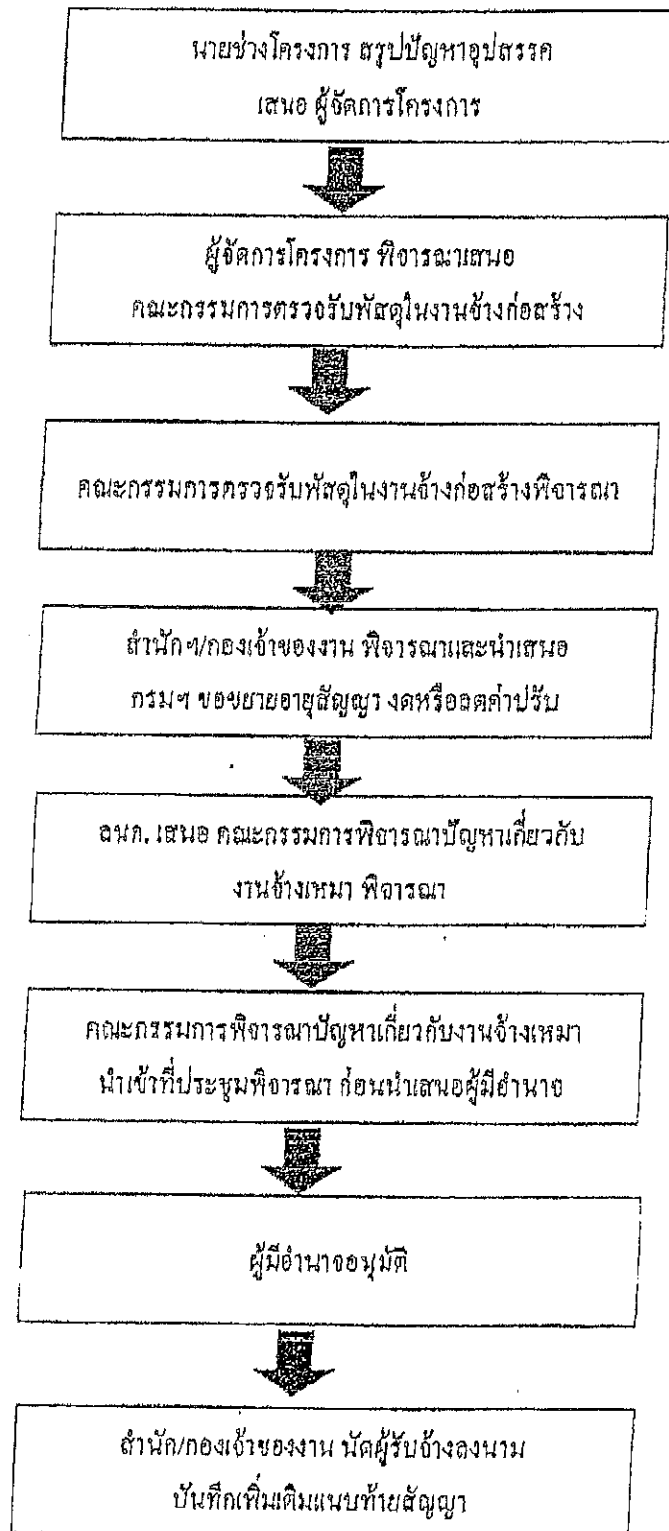 นายช่างโครงการ สรุปปัญหาอุปสรรค
เสนอ ผู้จัดการโครงการ
ผู้จัดการโครงการ พิจารณาเสนอ
คณะกรรมการตรวจรับพัสดุในงานจ้างก่อสร้าง
คณะกรรมการตรวจรับพัสดุในงานจ้างก่อสร้างพิจารณา
สำนักฯ/กองเจ้าของงาน พิจารณาและนำเสนอ
กรมฯ ขอขยายอายุสัญญา งดหรือลดค่าปรับ
ลนก. เสนอ คณะกรรมการพิจารณาปัญหาเกี่ยวกับ
งานจ้างเหมา พิจารณา
คณะกรรมการพิจารณาปัญหาเกี่ยวกับงานจ้างเหมา
นำเข้าที่ประชุมพิจารณา ก่อนนำเสนอผู้มีอำนาจ
ผู้มีอำนาจอนุมัติ
สำนัก/กองเจ้าของงาน นัดผู้รับจ้างลงนาม
บันทึกเพิ่มเติมแนบท้ายสัญญา